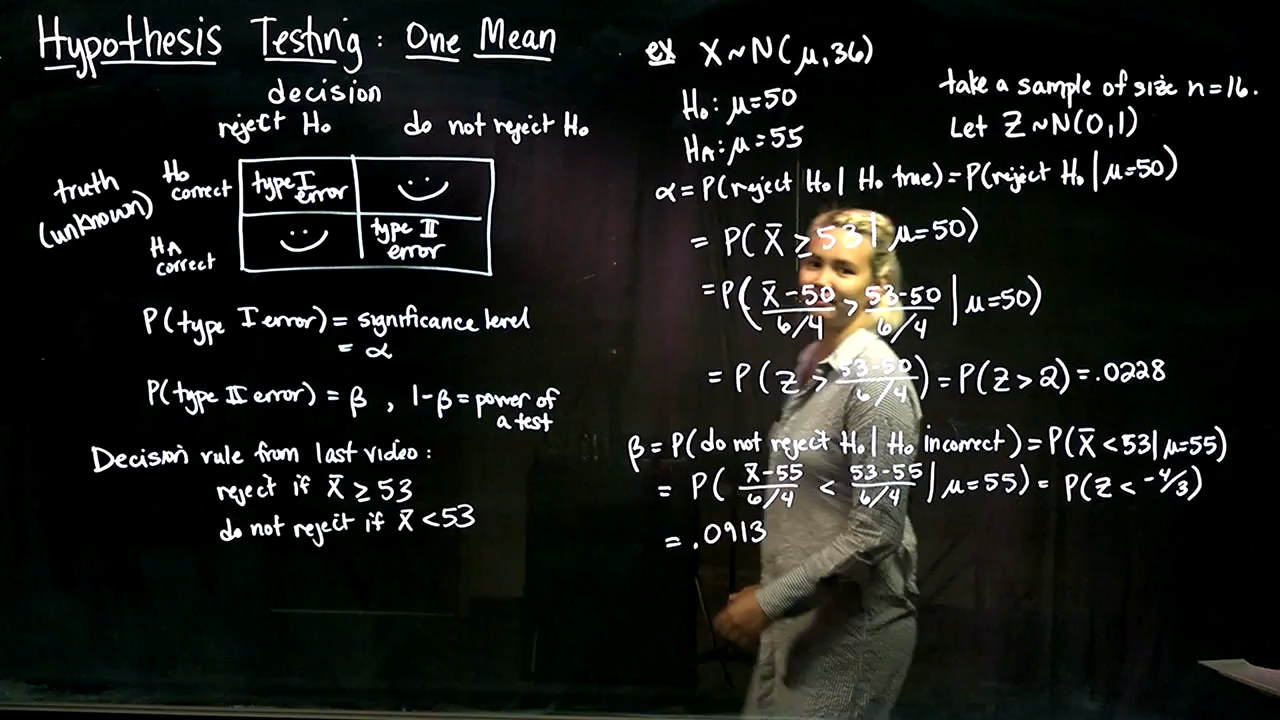 Hypothesis Testing: One Mean
decision
reject H₀ do not reject H₀
truth (unknown)
H₀ correct
type I error
HA correct
type II error
P(type I error) = significance level
= α
P(type II error) = β , 1-β = power of a test
Decision rule from last video:
reject if X̄ ≥ 53
do not reject if X̄ < 53
ex X~N(μ,36)
H₀: μ=50
HA: μ=55
take a sample of size n=16.
Let Z~N(0,1)
α = P(reject H₀ | H₀ true) = P(reject H₀ | μ=50)
= P(X̄ ≥ 53 | μ=50)
= P( (X̄-50)/(6/4) > (53-50)/(6/4) | μ=50)
= P(Z > (53-50)/(6/4)) = P(Z>2) = .0228
β = P(do not reject H₀ | H₀ incorrect) = P(X̄ < 53 | μ=55)
= P( (X̄-55)/(6/4) < (53-55)/(6/4) | μ=55) = P(Z < -4/3)
= .0913